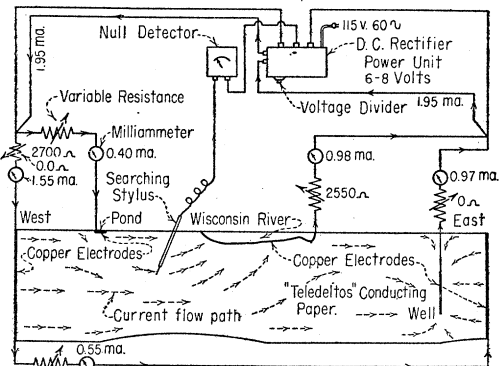 115 v. 60 ~
Null Detector
D. C. Rectifier
Power Unit
6-8 Volts
1.95 ma.
Voltage Divider
1.95 ma.
Variable Resistance
Milliammeter
2700 Ω
0.0 Ω
0.40 ma.
1.55 ma.
0.98 ma.
0.97 ma.
Searching
Stylus
2550 Ω
0 Ω
West
Pond
Wisconsin River
East
Copper Electrodes
Copper Electrodes
"Teledeltos" Conducting
Paper.
Current flow path
Well
0.55 ma.